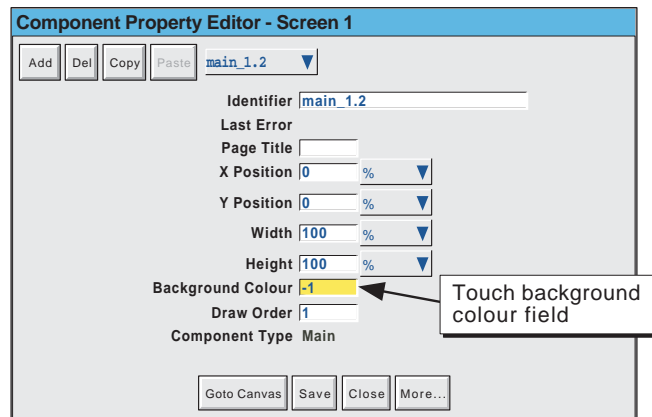 Component Property Editor - Screen 1
Add Del Copy Paste main_1.2
Identifier main_1.2
Last Error
Page Title
X Position 0 %
Y Position 0 %
Width 100 %
Height 100 %
Background Colour -1
Touch background
colour field
Draw Order 1
Component Type Main
Goto Canvas Save Close More...